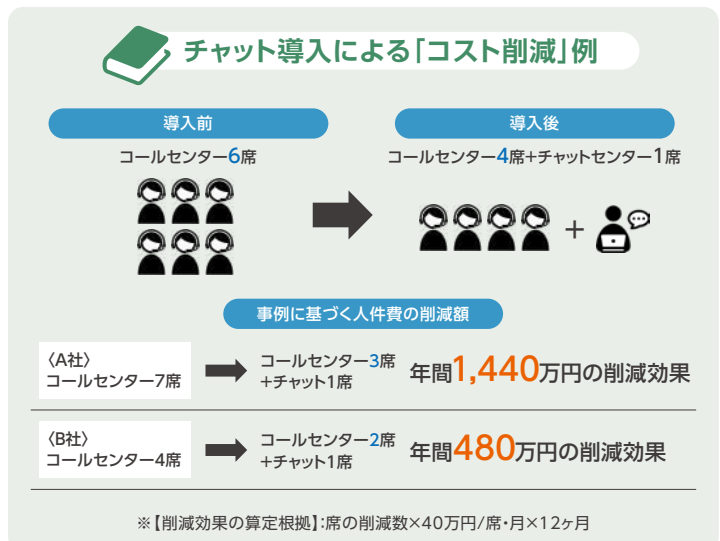 チャット導入による「コスト削減」例
導入前
コールセンター6席
導入後
コールセンター4席+チャットセンター1席
+
事例に基づく人件費の削減額
〈A社〉
コールセンター7席
コールセンター3席
+チャット1席
年間1,440万円の削減効果
〈B社〉
コールセンター4席
コールセンター2席
+チャット1席
年間480万円の削減効果
※【削減効果の算定根拠】:席の削減数×40万円/席・月×12ヶ月